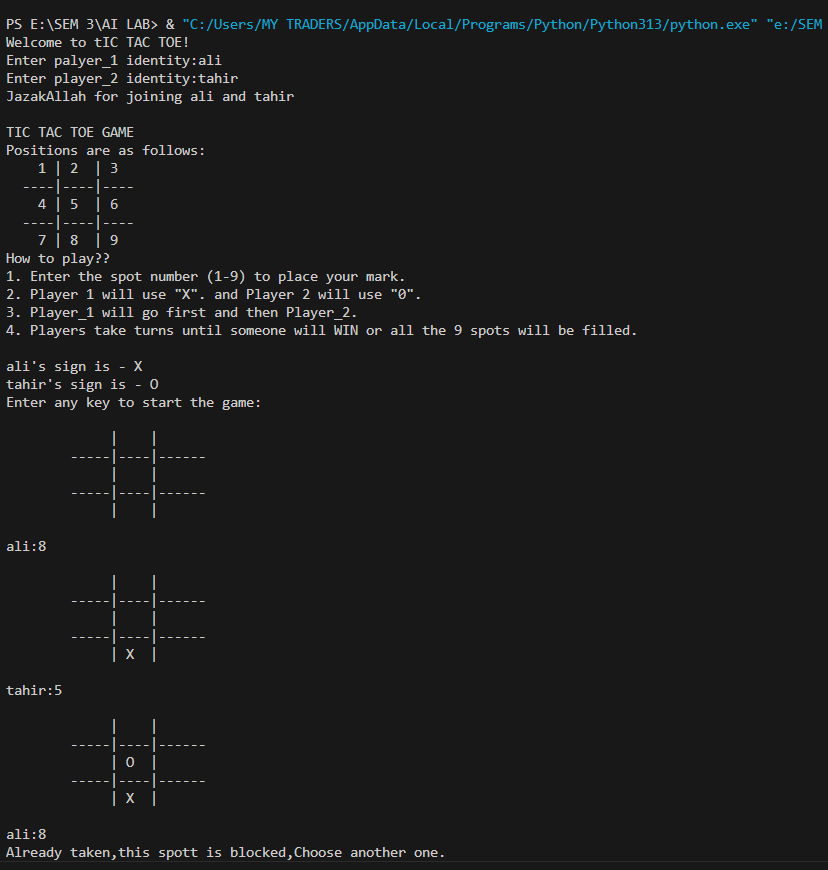 PS E:\SEM 3\AI LAB> & "C:/Users/MY TRADERS/AppData/Local/Programs/Python/Python313/python.exe" "e:/SEM
Welcome to tIC TAC TOE!
Enter palyer_1 identity:ali
Enter player_2 identity:tahir
JazakAllah for joining ali and tahir

TIC TAC TOE GAME
Positions are as follows:
    1 | 2  | 3
  ----|----|----
    4 | 5  | 6
  ----|----|----
    7 | 8  | 9
How to play??
1. Enter the spot number (1-9) to place your mark.
2. Player 1 will use "X". and Player 2 will use "0".
3. Player_1 will go first and then Player_2.
4. Players take turns until someone will WIN or all the 9 spots will be filled.

ali's sign is - X
tahir's sign is - O
Enter any key to start the game:

             |    |
        -----|----|------
             |    |
        -----|----|------
             |    |

ali:8

             |    |
        -----|----|------
             |    |
        -----|----|------
             | X  |

tahir:5

             |    |
        -----|----|------
             | O  |
        -----|----|------
             | X  |

ali:8
Already taken,this spott is blocked,Choose another one.